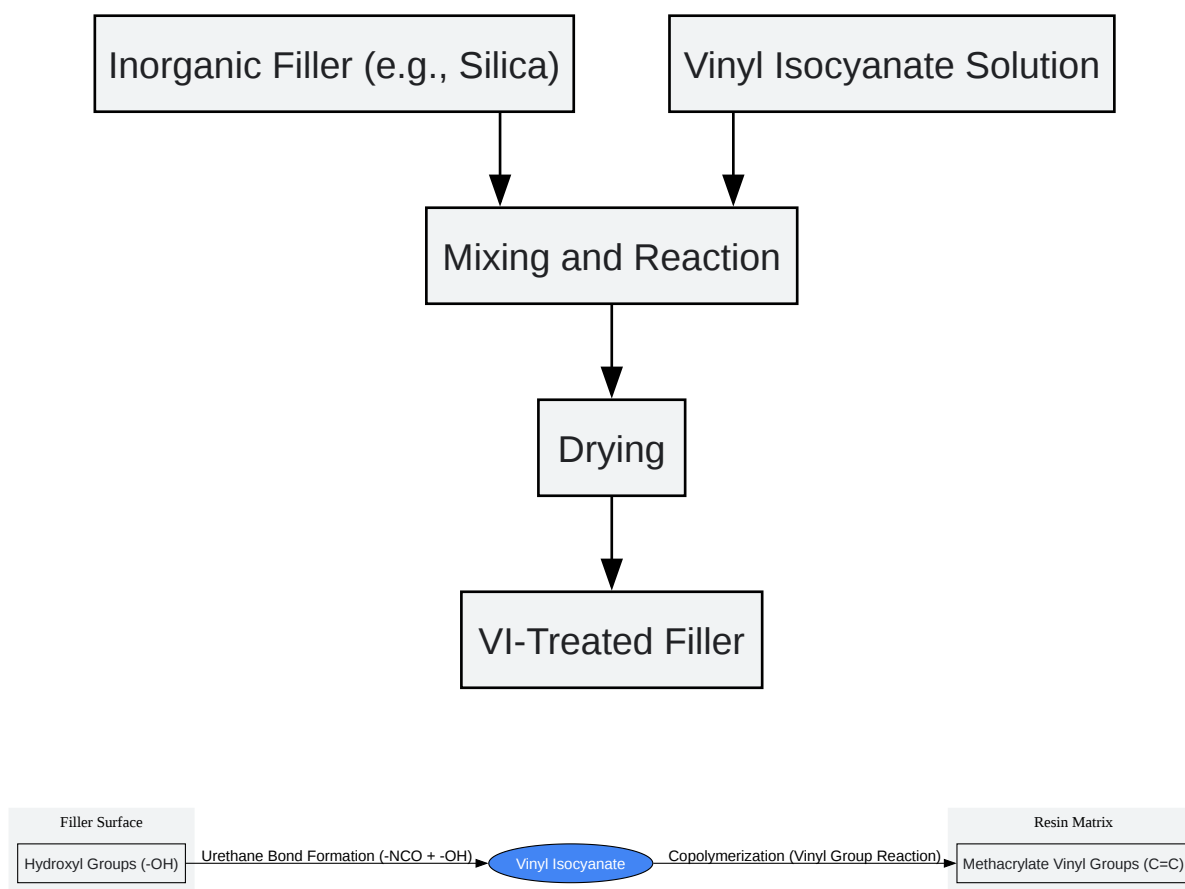 Inorganic Filler (e.g., Silica)
Vinyl Isocyanate Solution
Mixing and Reaction
Drying
VI-Treated Filler
Filler Surface
Resin Matrix
Hydroxyl Groups (-OH)
Urethane Bond Formation (-NCO + -OH)
Vinyl Isocyanate
Copolymerization (Vinyl Group Reaction)
Methacrylate Vinyl Groups (C=C)